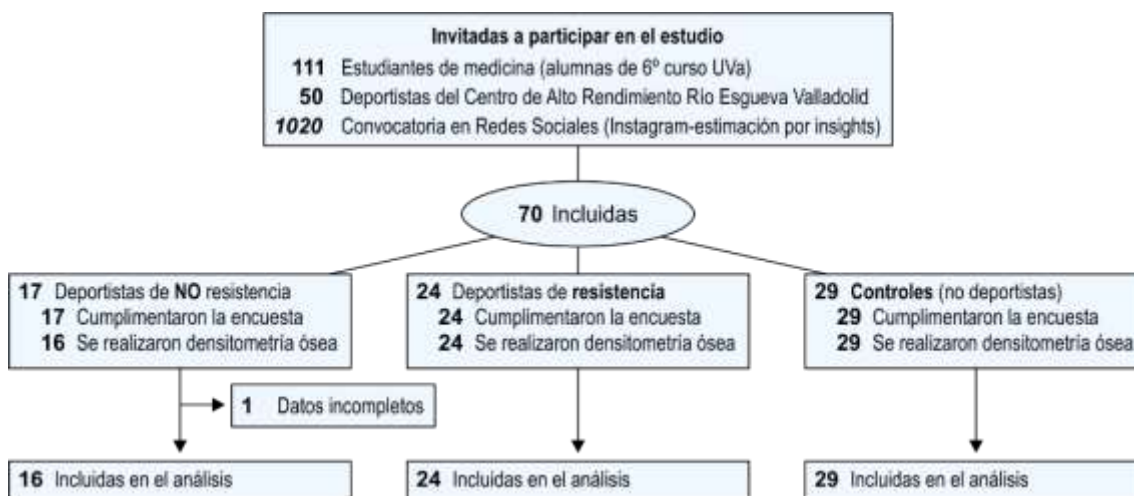 Invitadas a participar en el estudio
111 Estudiantes de medicina (alumnas de 6º curso UVa)
50 Deportistas del Centro de Alto Rendimiento Río Esgueva Valladolid
1020 Convocatoria en Redes Sociales (Instagram-estimación por insights)
70 Incluidas
17 Deportistas de NO resistencia
17 Cumplimentaron la encuesta
16 Se realizaron densitometría ósea
24 Deportistas de resistencia
24 Cumplimentaron la encuesta
24 Se realizaron densitometría ósea
29 Controles (no deportistas)
29 Cumplimentaron la encuesta
29 Se realizaron densitometría ósea
1 Datos incompletos
16 Incluidas en el análisis
24 Incluidas en el análisis
29 Incluidas en el análisis